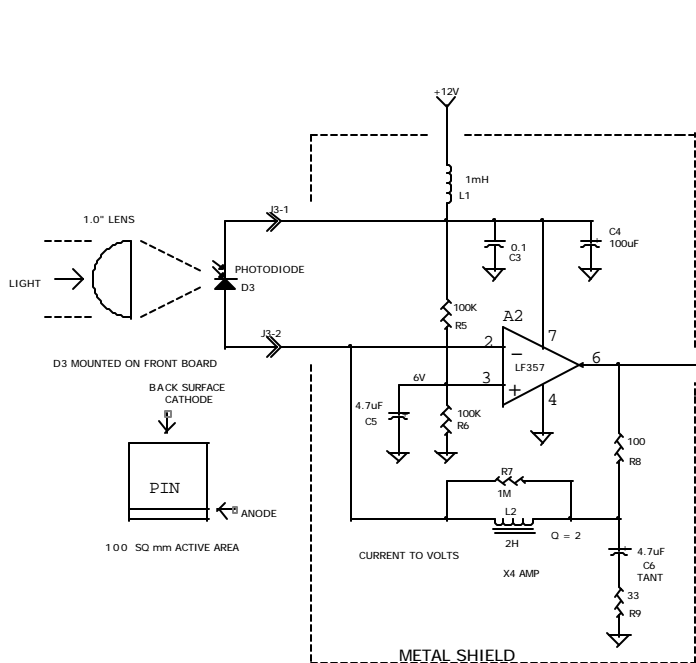 +12V
1mH
L1
J3-1
1.0" LENS
C4
100uF
0.1
C3
PHOTODIODE
D3
LIGHT
100K
R5
A2
7
J3-2
2
−
LF357
6
D3 MOUNTED ON FRONT BOARD
6V
3
+
BACK SURFACE
CATHODE
4
4.7uF
C5
100K
R6
100
R8
R7
1M
PIN
ANODE
L2
Q = 2
2H
100 SQ mm ACTIVE AREA
CURRENT TO VOLTS
4.7uF
C6
TANT
X4 AMP
33
R9
METAL SHIELD